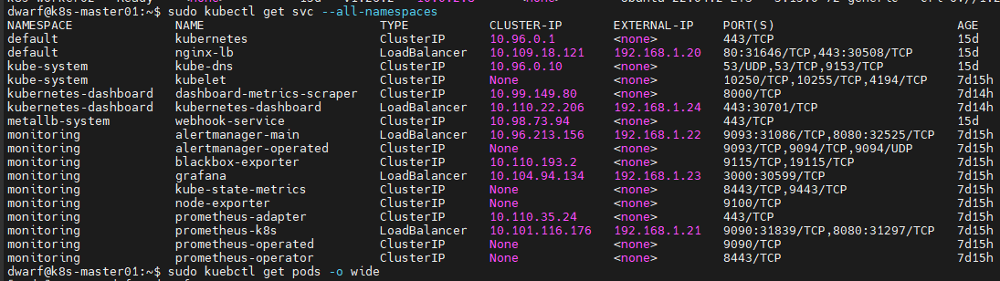 dwarf@k8s-master01:~$ sudo kubectl get svc --all-namespaces
NAMESPACE NAME TYPE CLUSTER-IP EXTERNAL-IP PORT(S) AGE
default kubernetes ClusterIP 10.96.0.1 <none> 443/TCP 15d
default nginx-lb LoadBalancer 10.109.18.121 192.168.1.20 80:31646/TCP,443:30508/TCP 15d
kube-system kube-dns ClusterIP 10.96.0.10 <none> 53/UDP,53/TCP,9153/TCP 15d
kube-system kubelet ClusterIP None <none> 10250/TCP,10255/TCP,4194/TCP 7d15h
kubernetes-dashboard dashboard-metrics-scraper ClusterIP 10.99.149.80 <none> 8000/TCP 7d14h
kubernetes-dashboard kubernetes-dashboard LoadBalancer 10.110.22.206 192.168.1.24 443:30701/TCP 7d14h
metallb-system webhook-service ClusterIP 10.98.73.94 <none> 443/TCP 15d
monitoring alertmanager-main LoadBalancer 10.96.213.156 192.168.1.22 9093:31086/TCP,8080:32525/TCP 7d15h
monitoring alertmanager-operated ClusterIP None <none> 9093/TCP,9094/TCP,9094/UDP 7d15h
monitoring blackbox-exporter ClusterIP 10.110.193.2 <none> 9115/TCP,19115/TCP 7d15h
monitoring grafana LoadBalancer 10.104.94.134 192.168.1.23 3000:30599/TCP 7d15h
monitoring kube-state-metrics ClusterIP None <none> 8443/TCP,9443/TCP 7d15h
monitoring node-exporter ClusterIP None <none> 9100/TCP 7d15h
monitoring prometheus-adapter ClusterIP 10.110.35.24 <none> 443/TCP 7d15h
monitoring prometheus-k8s LoadBalancer 10.101.116.176 192.168.1.21 9090:31839/TCP,8080:31297/TCP 7d15h
monitoring prometheus-operated ClusterIP None <none> 9090/TCP 7d15h
monitoring prometheus-operator ClusterIP None <none> 8443/TCP 7d15h
dwarf@k8s-master01:~$ sudo kuebctl get pods -o wide